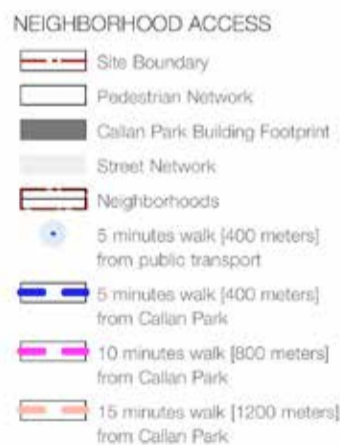 NEIGHBORHOOD ACCESS
Site Boundary
Pedestrian Network
Callan Park Building Footprint
Street Network
Neighborhoods
5 minutes walk [400 meters]
from public transport
5 minutes walk [400 meters]
from Callan Park
10 minutes walk [800 meters]
from Callan Park
15 minutes walk [1200 meters]
from Callan Park